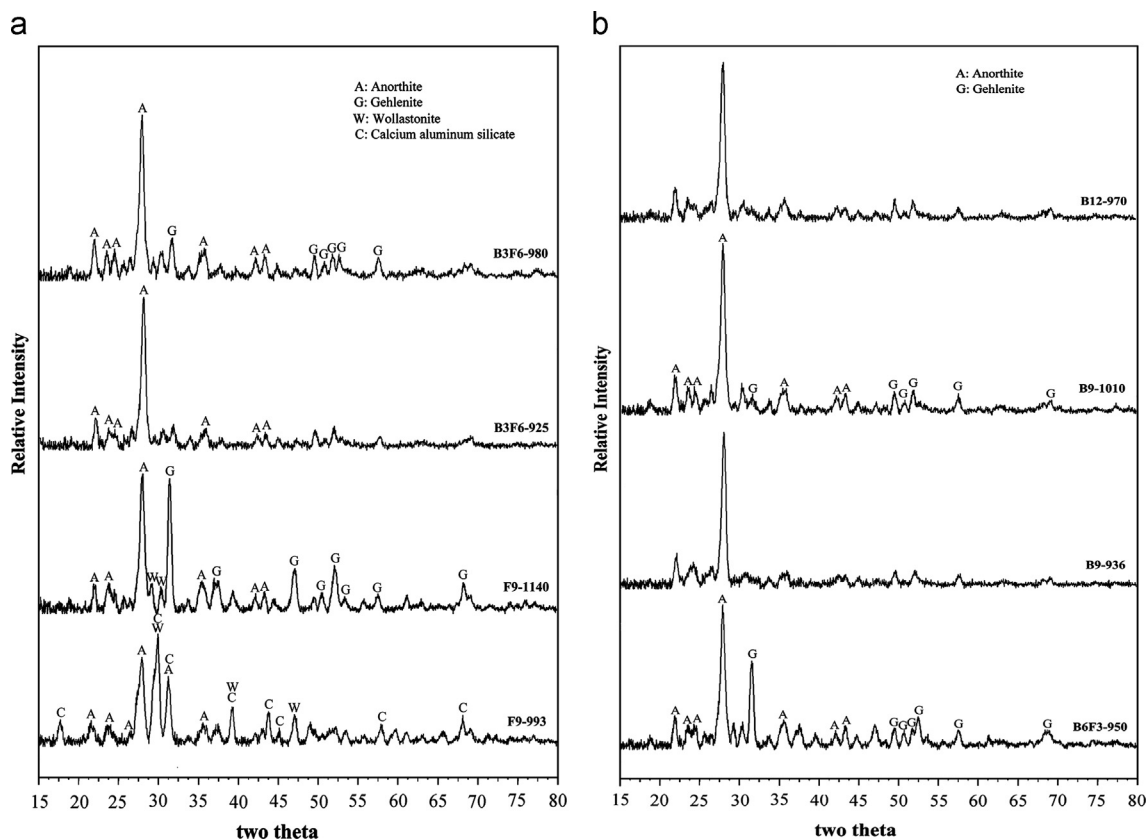 a
A: Anorthite
G: Gehlenite
W: Wollastonite
C: Calcium aluminum silicate
A
A
A
A
G
A
A
A
G
G
G
G
G
B3F6-980
A
A
A
A
A
A
A
B3F6-925
A
A
A
W
W
G
A
G
A
A
G
G
G
G
G
G
F9-1140
C
A
A
A
A
C
W
C
A
A
W
C
C
C
W
C
C
F9-993
15 20 25 30 35 40 45 50 55 60 65 70 75 80
two theta
Relative Intensity
b
A: Anorthite
G: Gehlenite
B12-970
A
A
A
A
G
A
A
A
G
G
G
G
G
B9-1010
B9-936
A
A
A
A
G
A
A
A
G
G
G
G
G
G
B6F3-950
15 20 25 30 35 40 45 50 55 60 65 70 75 80
two theta
Relative Intensity